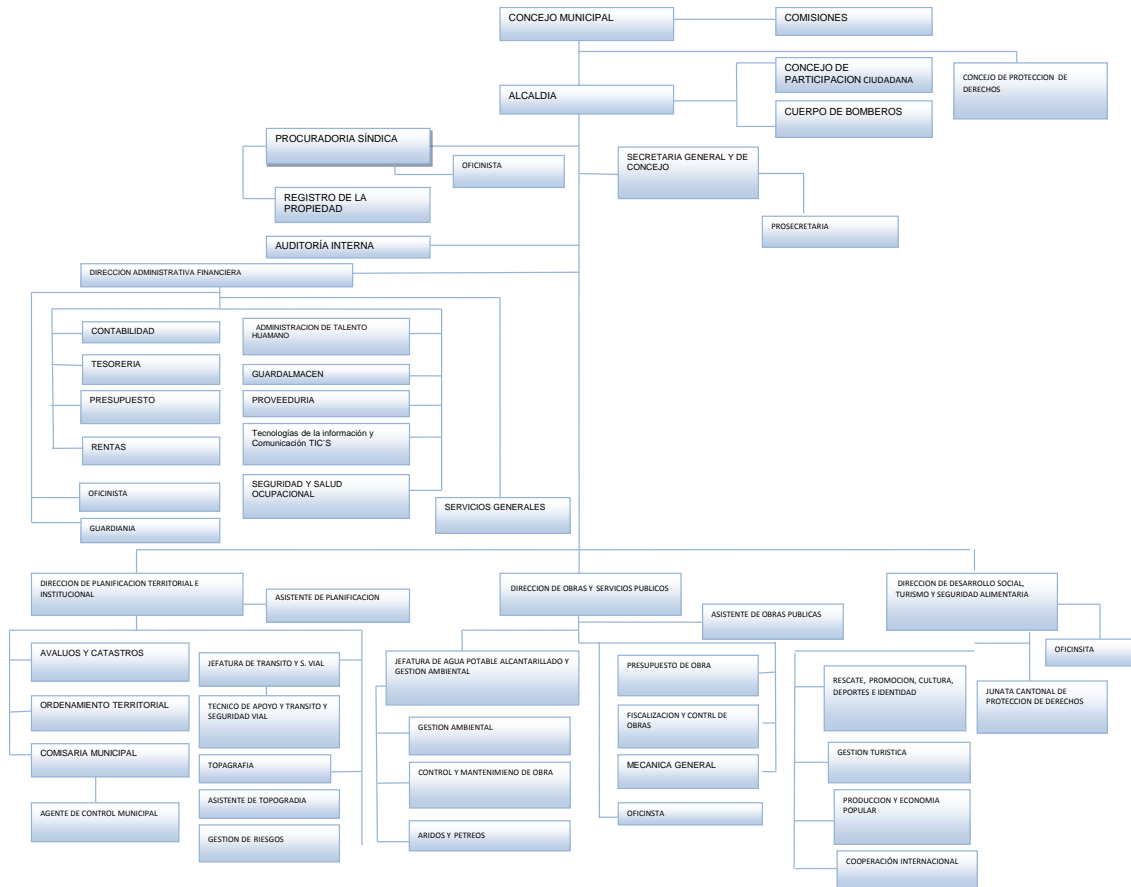 CONCEJO MUNICIPAL
COMISIONES
CONCEJO DE
PARTICIPACION CIUDADANA
CONCEJO DE PROTECCION DE
DERECHOS
ALCALDIA
CUERPO DE BOMBEROS
PROCURADORIA SÍNDICA
OFICINISTA
SECRETARIA GENERAL Y DE
CONCEJO
REGISTRO DE LA
PROPIEDAD
PROSECRETARIA
AUDITORÍA INTERNA
DIRECCION ADMINISTRATIVA FINANCIERA
CONTABILIDAD
TESORERIA
PRESUPUESTO
RENTAS
OFICINISTA
GUARDIANIA
ADMINISTRACION DE TALENTO
HUAMANO
GUARDALMACEN
PROVEEDURIA
Tecnologías de la información y
Comunicación TIC´S
SEGURIDAD Y SALUD
OCUPACIONAL
SERVICIOS GENERALES
DIRECCION DE PLANIFICACION TERRITORIAL E
INSTITUCIONAL
ASISTENTE DE PLANIFICACION
AVALUOS Y CATASTROS
ORDENAMIENTO TERRITORIAL
COMISARIA MUNICIPAL
AGENTE DE CONTROL MUNICIPAL
JEFATURA DE TRANSITO Y S. VIAL
TECNICO DE APOYO Y TRANSITO Y
SEGURIDAD VIAL
TOPAGRAFIA
ASISTENTE DE TOPOGRADIA
GESTION DE RIESGOS
DIRECCION DE OBRAS Y SERVICIOS PUBLICOS
ASISTENTE DE OBRAS PUBLICAS
JEFATURA DE AGUA POTABLE ALCANTARILLADO Y
GESTION AMBIENTAL
GESTION AMBIENTAL
CONTROL Y MANTENIMIENO DE OBRA
ARIDOS Y PETREOS
PRESUPUESTO DE OBRA
FISCALIZACION Y CONTRL DE
OBRAS
MECANICA GENERAL
OFICINSTA
DIRECCION DE DESARROLLO SOCIAL,
TURISMO Y SEGURIDAD ALIMENTARIA
OFICINSITA
RESCATE, PROMOCION, CULTURA,
DEPORTES E IDENTIDAD
JUNATA CANTONAL DE
PROTECCION DE DERECHOS
GESTION TURISTICA
PRODUCCION Y ECONOMIA
POPULAR
COOPERACIÓN INTERNACIONAL